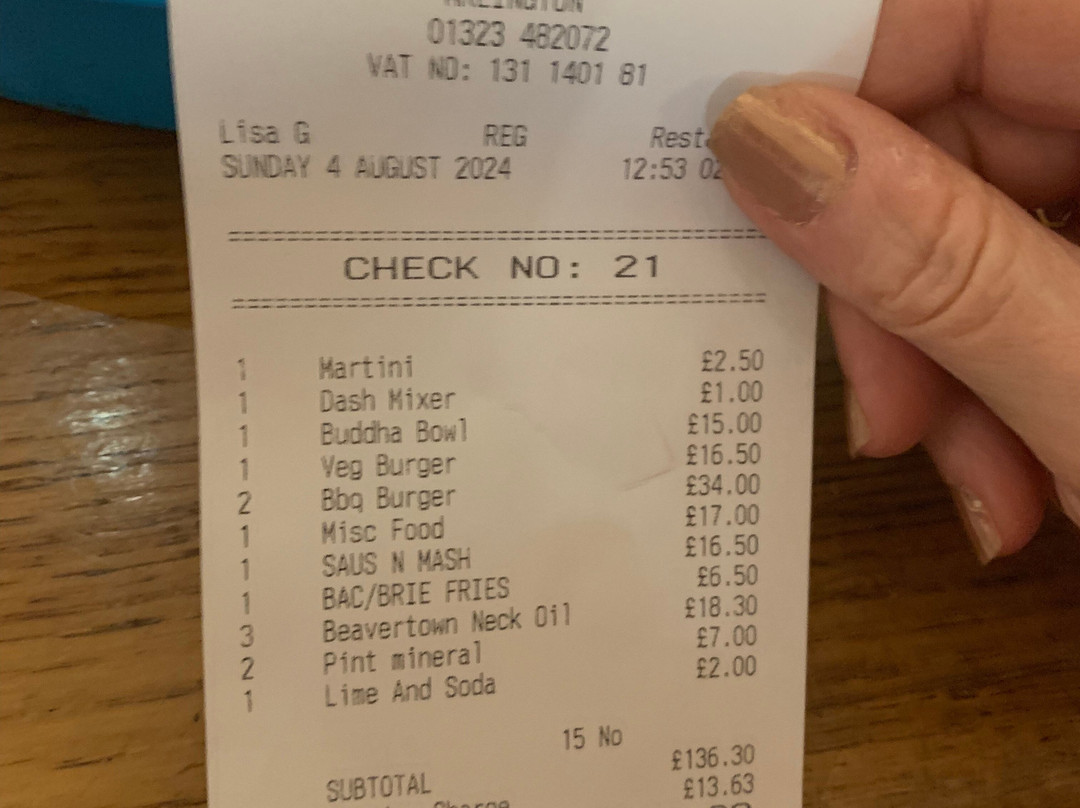 01323 482072
VAT NO: 131 1401 81
Lisa G REG
SUNDAY 4 AUGUST 2024 12:53
CHECK NO: 21
1 Martini £2.50
1 Dash Mixer £1.00
1 Buddha Bowl £15.00
1 Veg Burger £16.50
2 Bbq Burger £34.00
1 Misc Food £17.00
1 SAUS N MASH £16.50
1 BAC/BRIE FRIES £6.50
3 Beavertown Neck Oil £18.30
2 Pint mineral £7.00
1 Lime And Soda £2.00
15 No
SUBTOTAL £136.30
£13.63